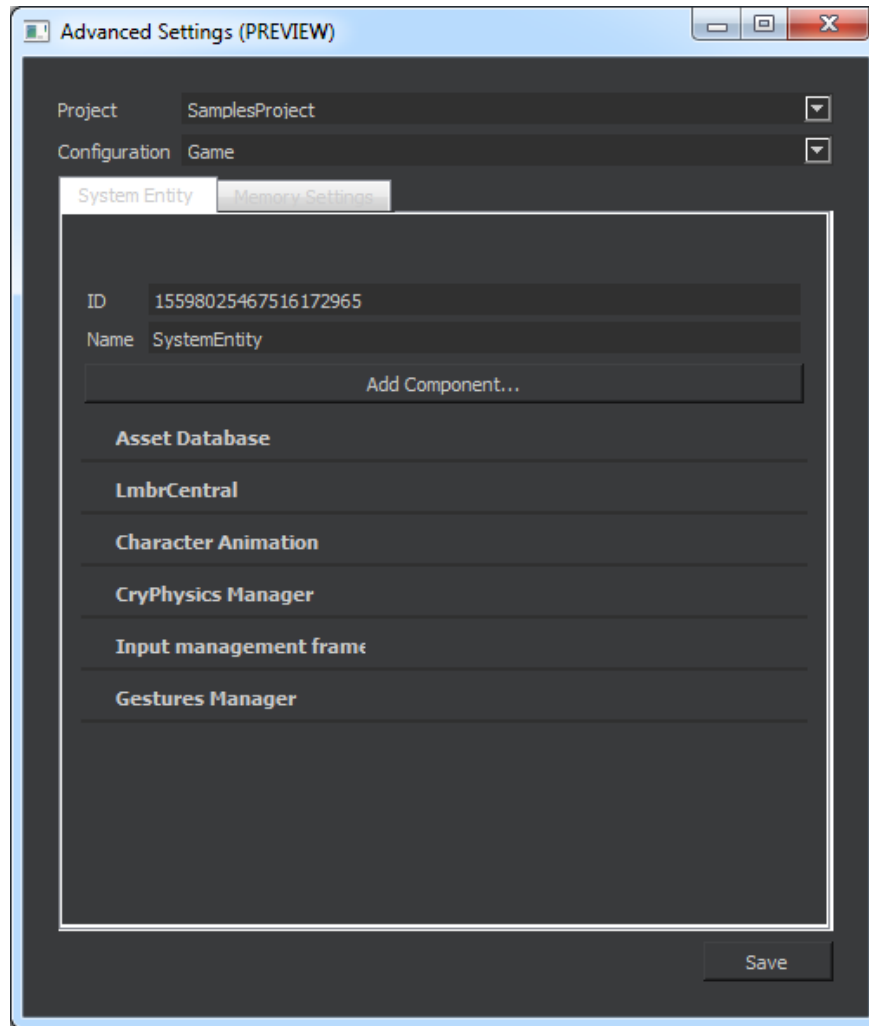 Advanced Settings (PREVIEW)
Project SamplesProject
Configuration Game
System Entity Memory Settings
ID 15598025467516172965
Name SystemEntity
Add Component...
Asset Database
LmbrCentral
Character Animation
CryPhysics Manager
Input management frame
Gestures Manager
Save